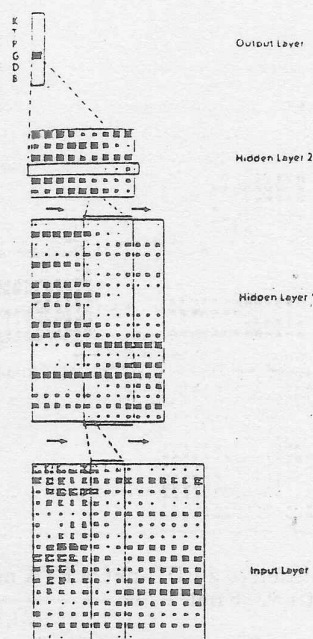 K
T
P
G
D
B
Output Layer
Hidden Layer 2
Hidden Layer 1
Input Layer